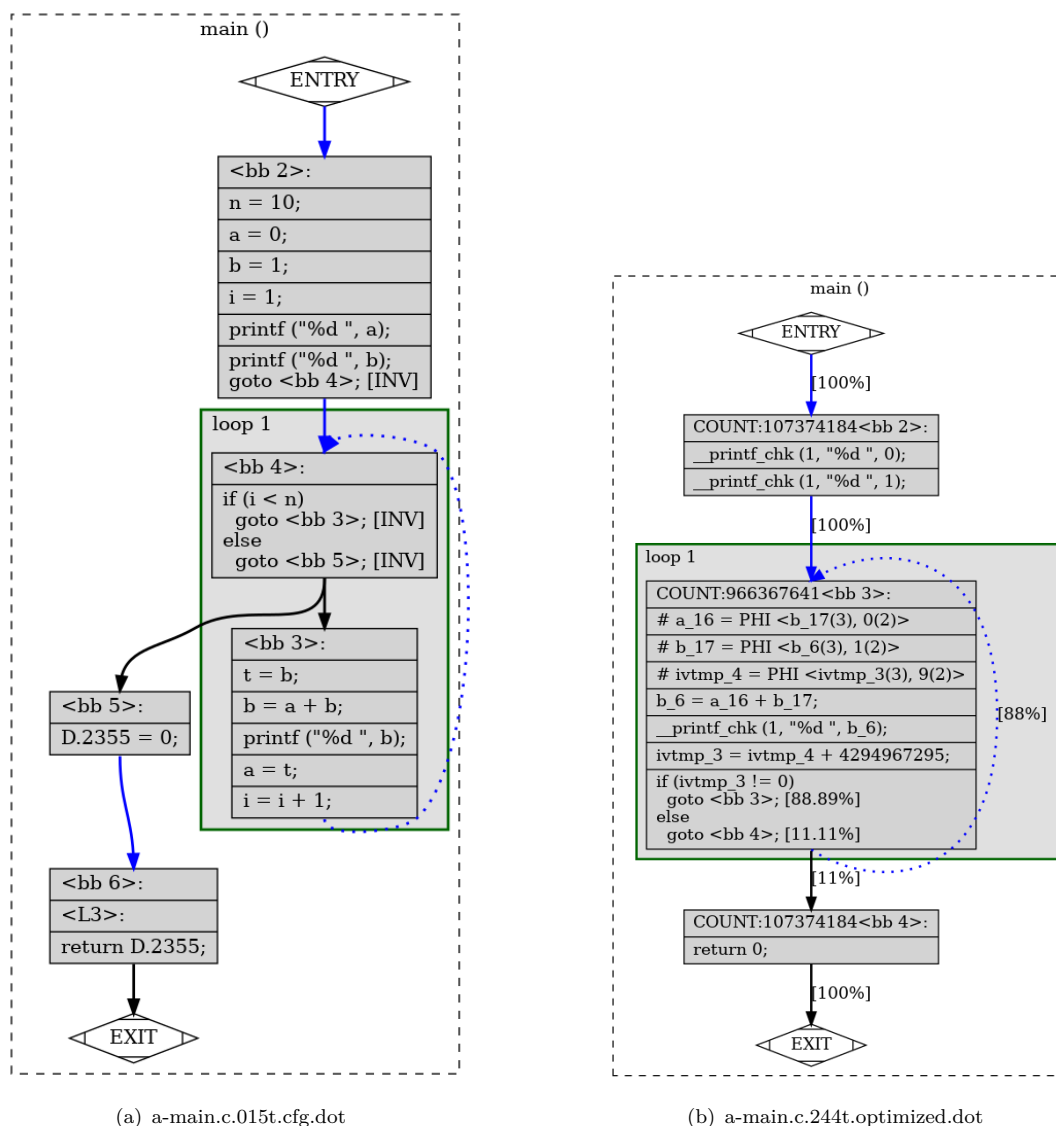 main ()
ENTRY
<bb 2>:
n = 10;
a = 0;
b = 1;
i = 1;
printf ("%d ", a);
printf ("%d ", b);
goto <bb 4>; [INV]
loop 1
<bb 4>:
if (i < n)
goto <bb 3>; [INV]
else
goto <bb 5>; [INV]
<bb 3>:
t = b;
b = a + b;
printf ("%d ", b);
a = t;
i = i + 1;
<bb 5>:
D.2355 = 0;
<bb 6>:
<L3>:
return D.2355;
EXIT
(a) a-main.c.015t.cfg.dot
main ()
ENTRY
[100%]
COUNT:107374184<bb 2>:
__printf_chk (1, "%d ", 0);
__printf_chk (1, "%d ", 1);
[100%]
loop 1
COUNT:966367641<bb 3>:
# a_16 = PHI <b_17(3), 0(2)>
# b_17 = PHI <b_6(3), 1(2)>
# ivtmp_4 = PHI <ivtmp_3(3), 9(2)>
b_6 = a_16 + b_17;
__printf_chk (1, "%d ", b_6);
ivtmp_3 = ivtmp_4 + 4294967295;
if (ivtmp_3 != 0)
goto <bb 3>; [88.89%]
else
goto <bb 4>; [11.11%]
[88%]
[11%]
COUNT:107374184<bb 4>:
return 0;
[100%]
EXIT
(b) a-main.c.244t.optimized.dot